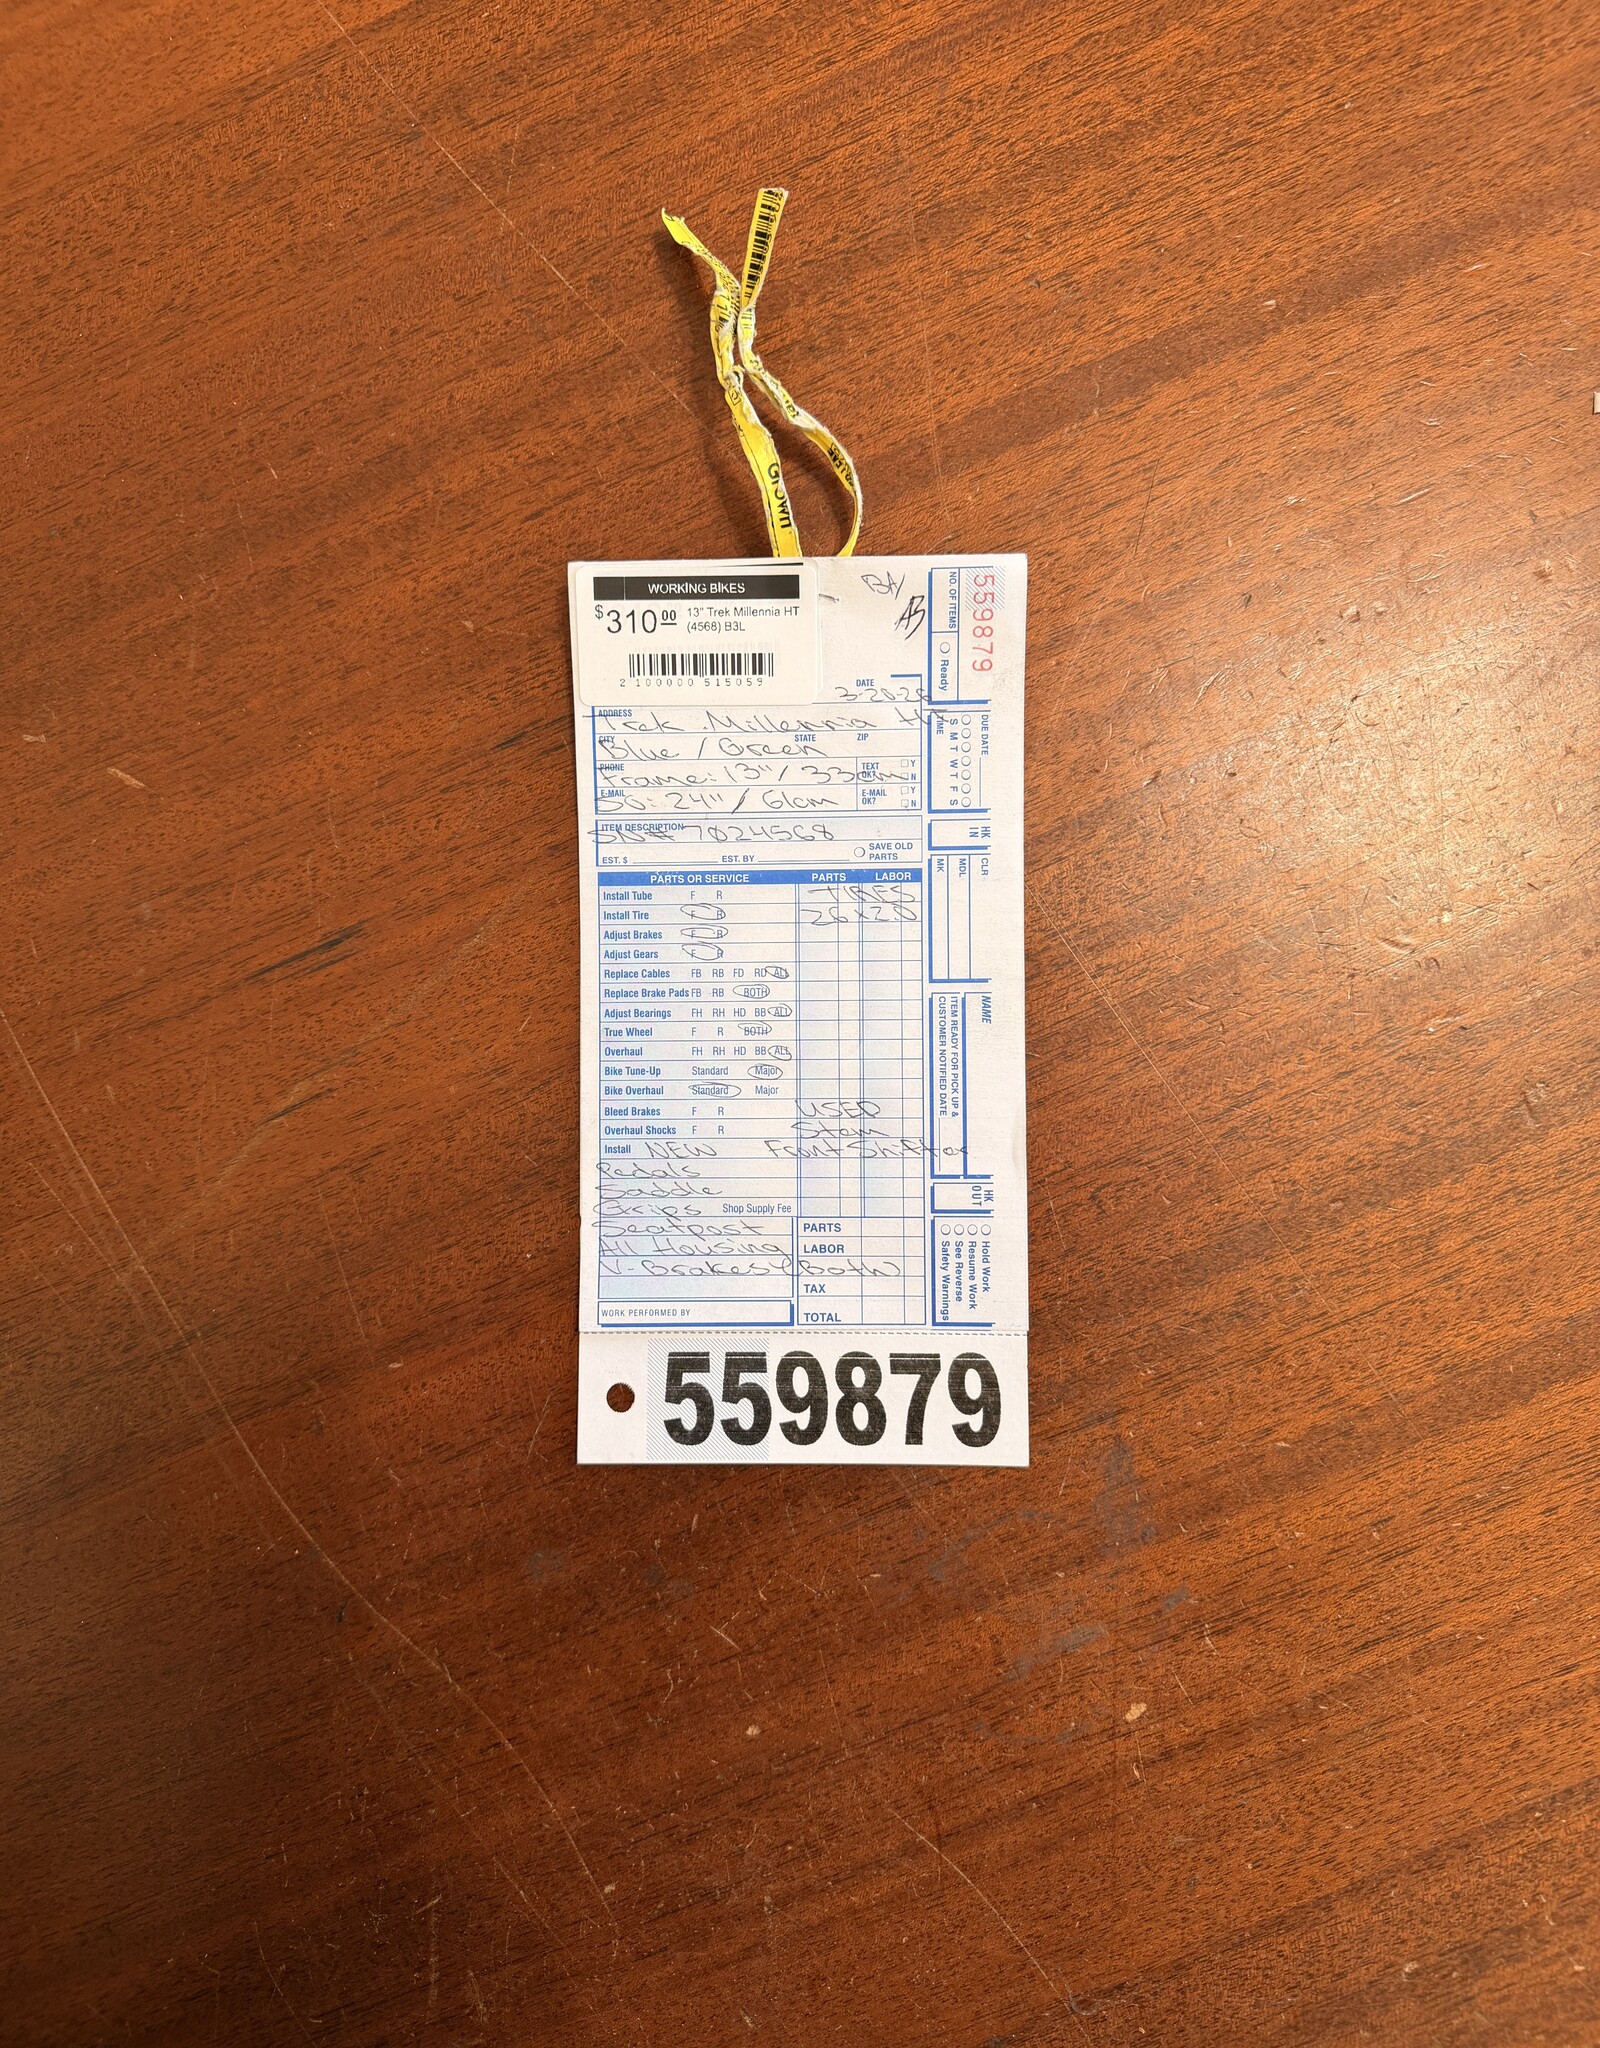 Grown
WORKING BIKES
$310.00 13" Trek Millennia HT
(4568) B3L
2 100000 515059
BA/
AB
DATE 3-20-26
ADDRESS Trek Millennia HT
CITY STATE ZIP
Blue / Green
PHONE Frame: 13"/ 33cm TEXT OK? Y N
E-MAIL SO: 24" / 61cm E-MAIL OK? Y N
ITEM DESCRIPTION
SN# 7024568
EST. $ EST. BY SAVE OLD PARTS
PARTS OR SERVICE PARTS LABOR
Install Tube F R TIRES
Install Tire F R 26 x 2.0
Adjust Brakes F R
Adjust Gears F R
Replace Cables FB RB FD RD ALL
Replace Brake Pads FB RB BOTH
Adjust Bearings FH RH HD BB ALL
True Wheel F R BOTH
Overhaul FH RH HD BB ALL
Bike Tune-Up Standard Major
Bike Overhaul Standard Major
Bleed Brakes F R USED
Overhaul Shocks F R Stem
Install NEW Front Shifter
Pedals
Saddle
Grips Shop Supply Fee
Seatpost PARTS
All Housing LABOR
V-Brakes Both
TAX
WORK PERFORMED BY TOTAL
559879
NO. OF ITEMS
Ready
DUE DATE
S M T W T F S
TIME
HK IN
CLR
MDL
MK
NAME
ITEM READY FOR PICK UP &
CUSTOMER NOTIFIED DATE
HK OUT
Hold Work
Resume Work
See Reverse
Safety Warnings
559879